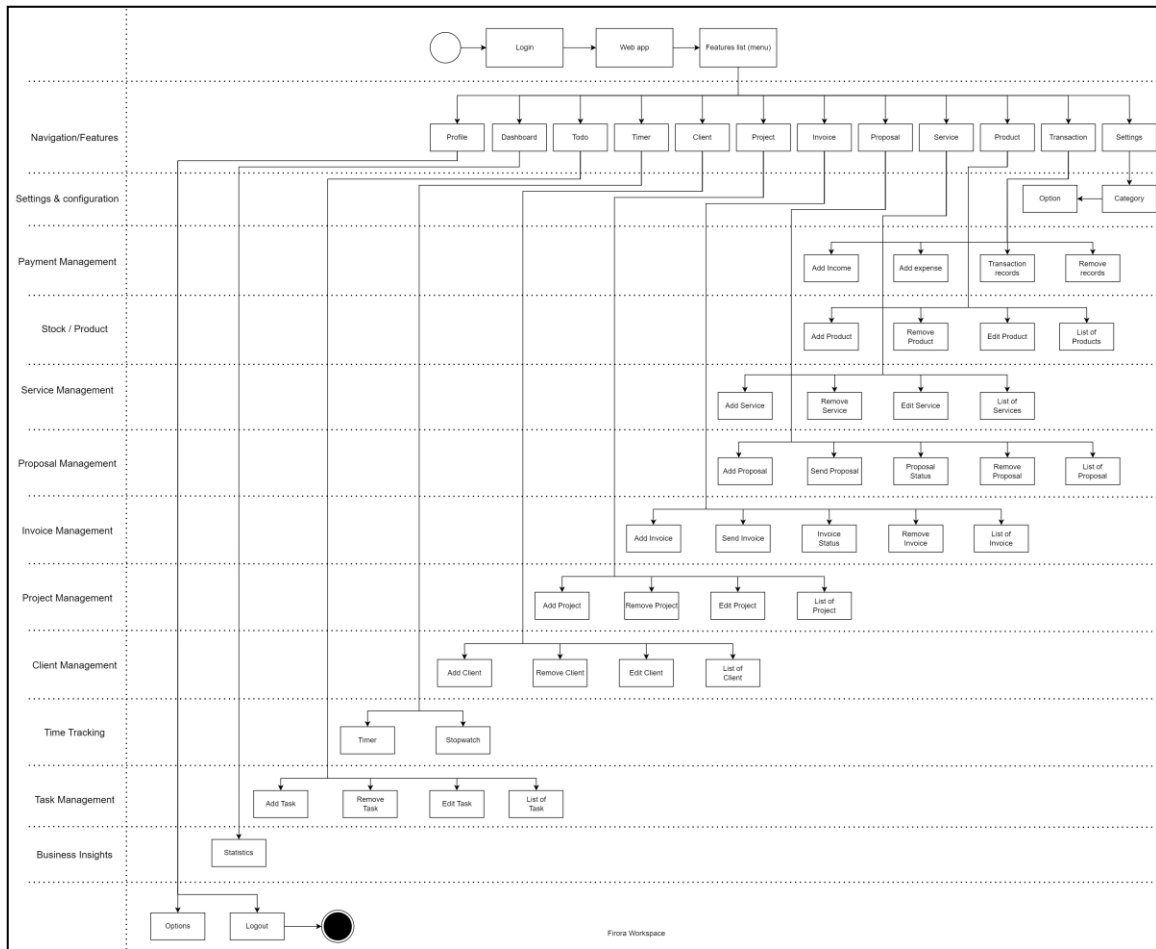 Login
Web app
Features list (menu)
Navigation/Features
Profile
Dashboard
Todo
Timer
Client
Project
Invoice
Proposal
Service
Product
Transaction
Settings
Settings & configuration
Option
Category
Payment Management
Add Income
Add expense
Transaction
records
Remove
records
Stock / Product
Add Product
Remove
Product
Edit Product
List of
Products
Service Management
Add Service
Remove
Service
Edit Service
List of
Services
Proposal Management
Add Proposal
Send Proposal
Proposal
Status
Remove
Proposal
List of
Proposal
Invoice Management
Add Invoice
Send Invoice
Invoice
Status
Remove
Invoice
List of
Invoice
Project Management
Add Project
Remove Project
Edit Project
List of
Project
Client Management
Add Client
Remove Client
Edit Client
List of
Client
Time Tracking
Timer
Stopwatch
Task Management
Add Task
Remove
Task
Edit Task
List of
Task
Business Insights
Statistics
Options
Logout
Firora Workspace